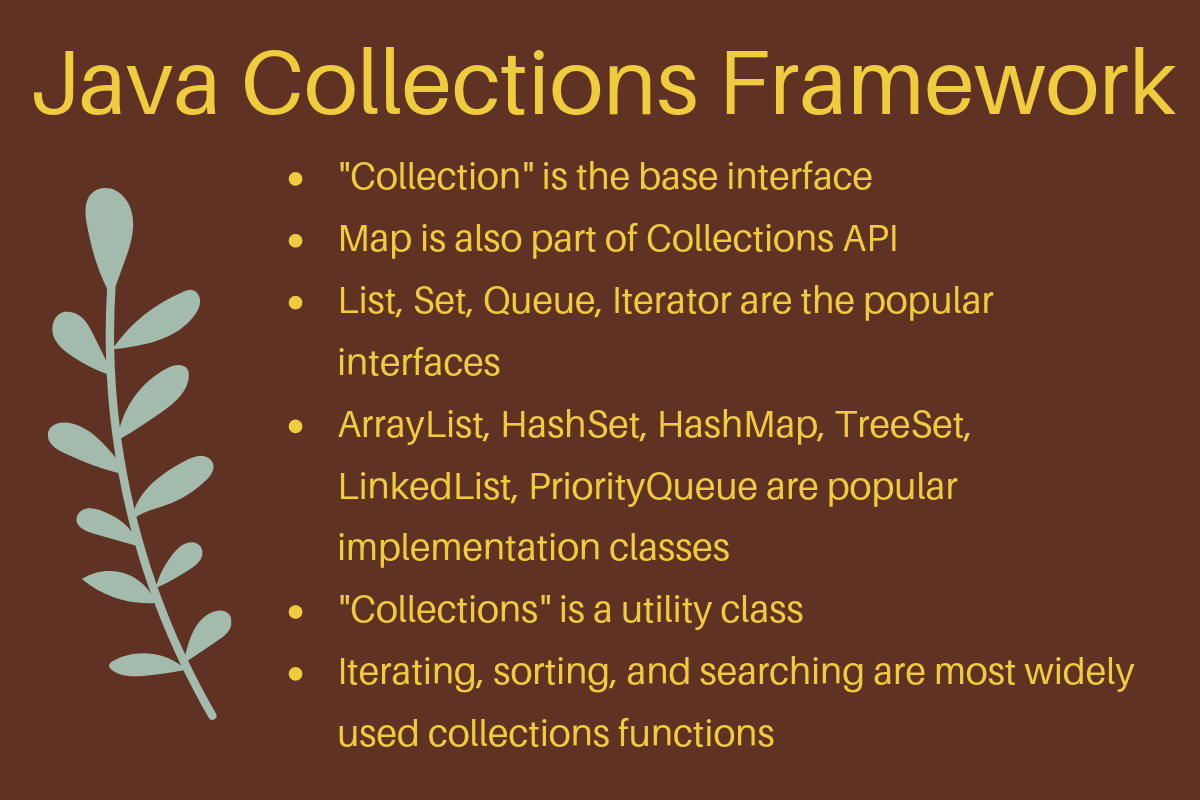 Java Collections Framework
• "Collection" is the base interface
• Map is also part of Collections API
• List, Set, Queue, Iterator are the popular
interfaces
• ArrayList, HashSet, HashMap, TreeSet,
LinkedList, PriorityQueue are popular
implementation classes
• "Collections" is a utility class
• Iterating, sorting, and searching are most widely
used collections functions